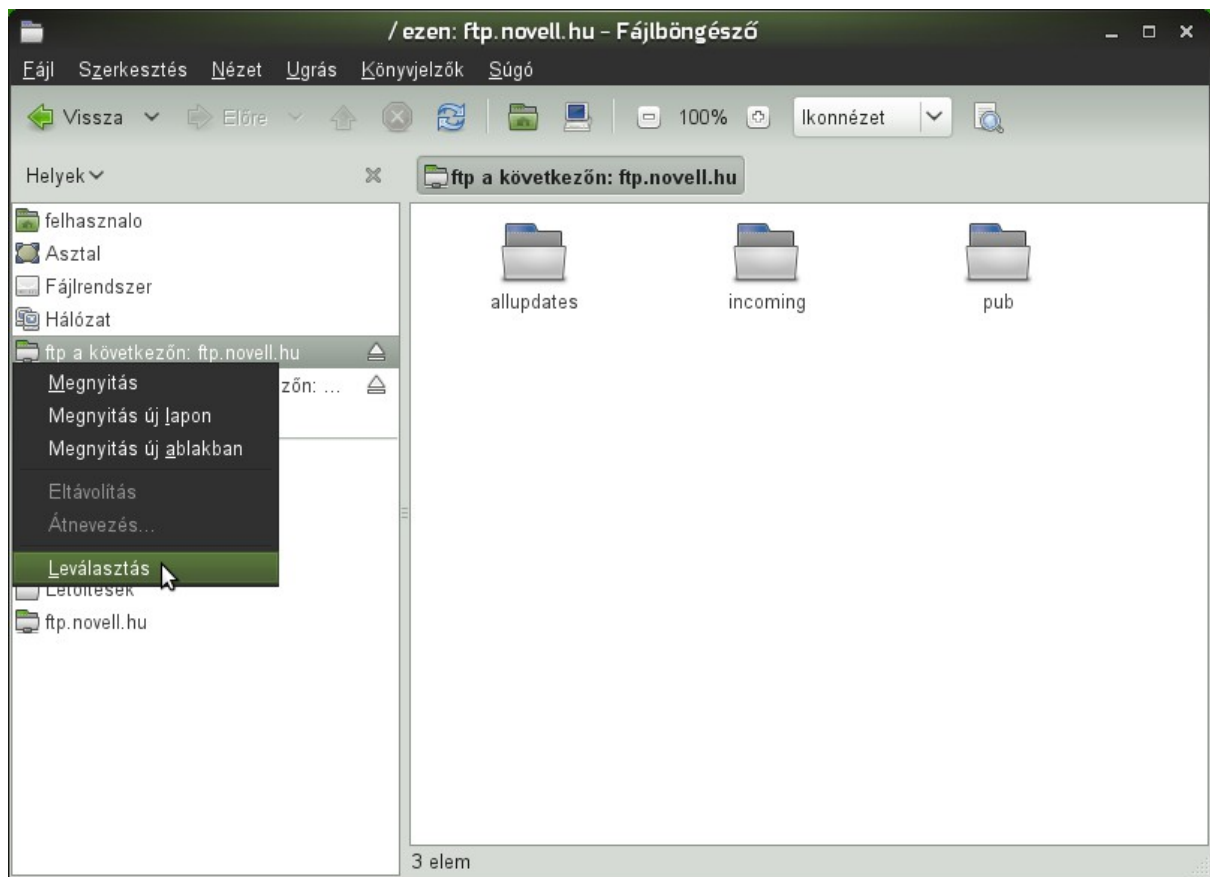 / ezen: ftp.novell.hu – Fájlböngésző
Fájl Szerkesztés Nézet Ugrás Könyvjelzők Súgó
Vissza Előre 100% Ikonnézet
Helyek
ftp a következőn: ftp.novell.hu
felhasznalo
Asztal
Fájlrendszer
Hálózat
ftp a következőn: ftp.novell.hu
zőn: ...
Megnyitás
Megnyitás új lapon
Megnyitás új ablakban
Eltávolítás
Átnevezés...
Leválasztás
Letöltések
ftp.novell.hu
allupdates
incoming
pub
3 elem